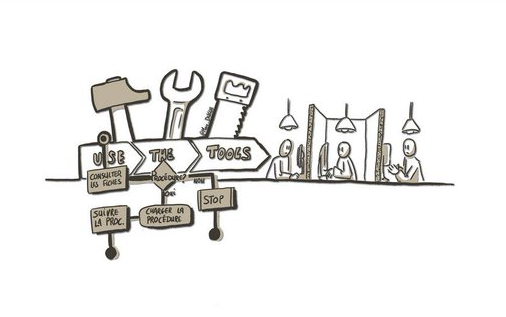 USE THE TOOLS
CONSULTER
LES FICHES
PROCÉDURE?
NON
OUI
STOP
SUIVRE
LA PROC.
CHARGER LA
PROCÉDURE